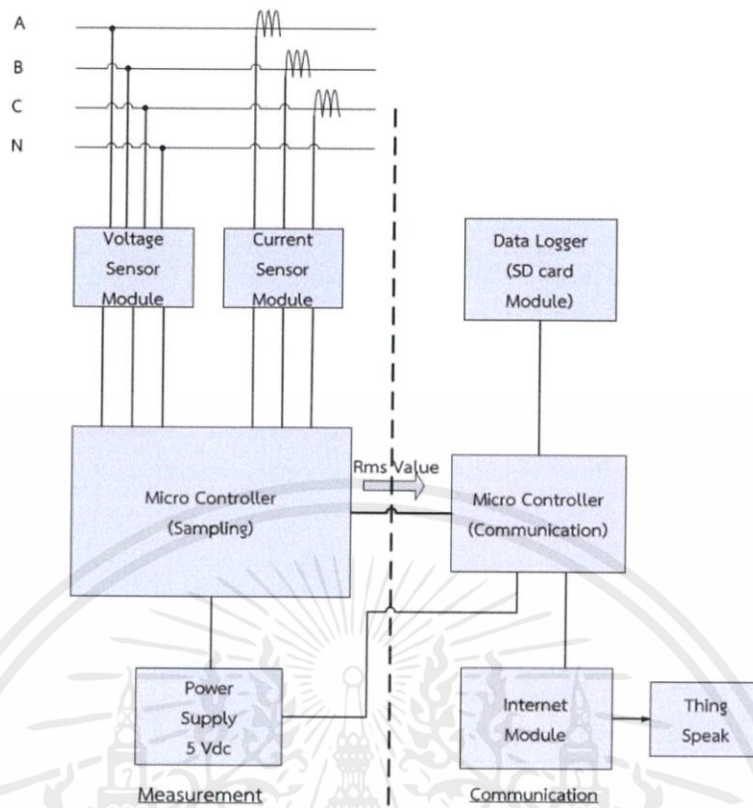 A
B
C
N
Voltage
Sensor
Module
Current
Sensor
Module
Data Logger
(SD card
Module)
Rms Value
Micro Controller
(Sampling)
Micro Controller
(Communication)
Power
Supply
5 Vdc
Internet
Module
Thing
Speak
Measurement
Communication